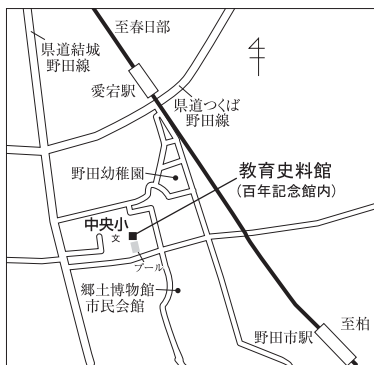 至春日部
県道結城
野田線
愛宕駅
県道つくば
野田線
野田幼稚園
教育史料館
(百年記念館内)
中央小
文
プール
郷土博物館
市民会館
野田市駅
至柏